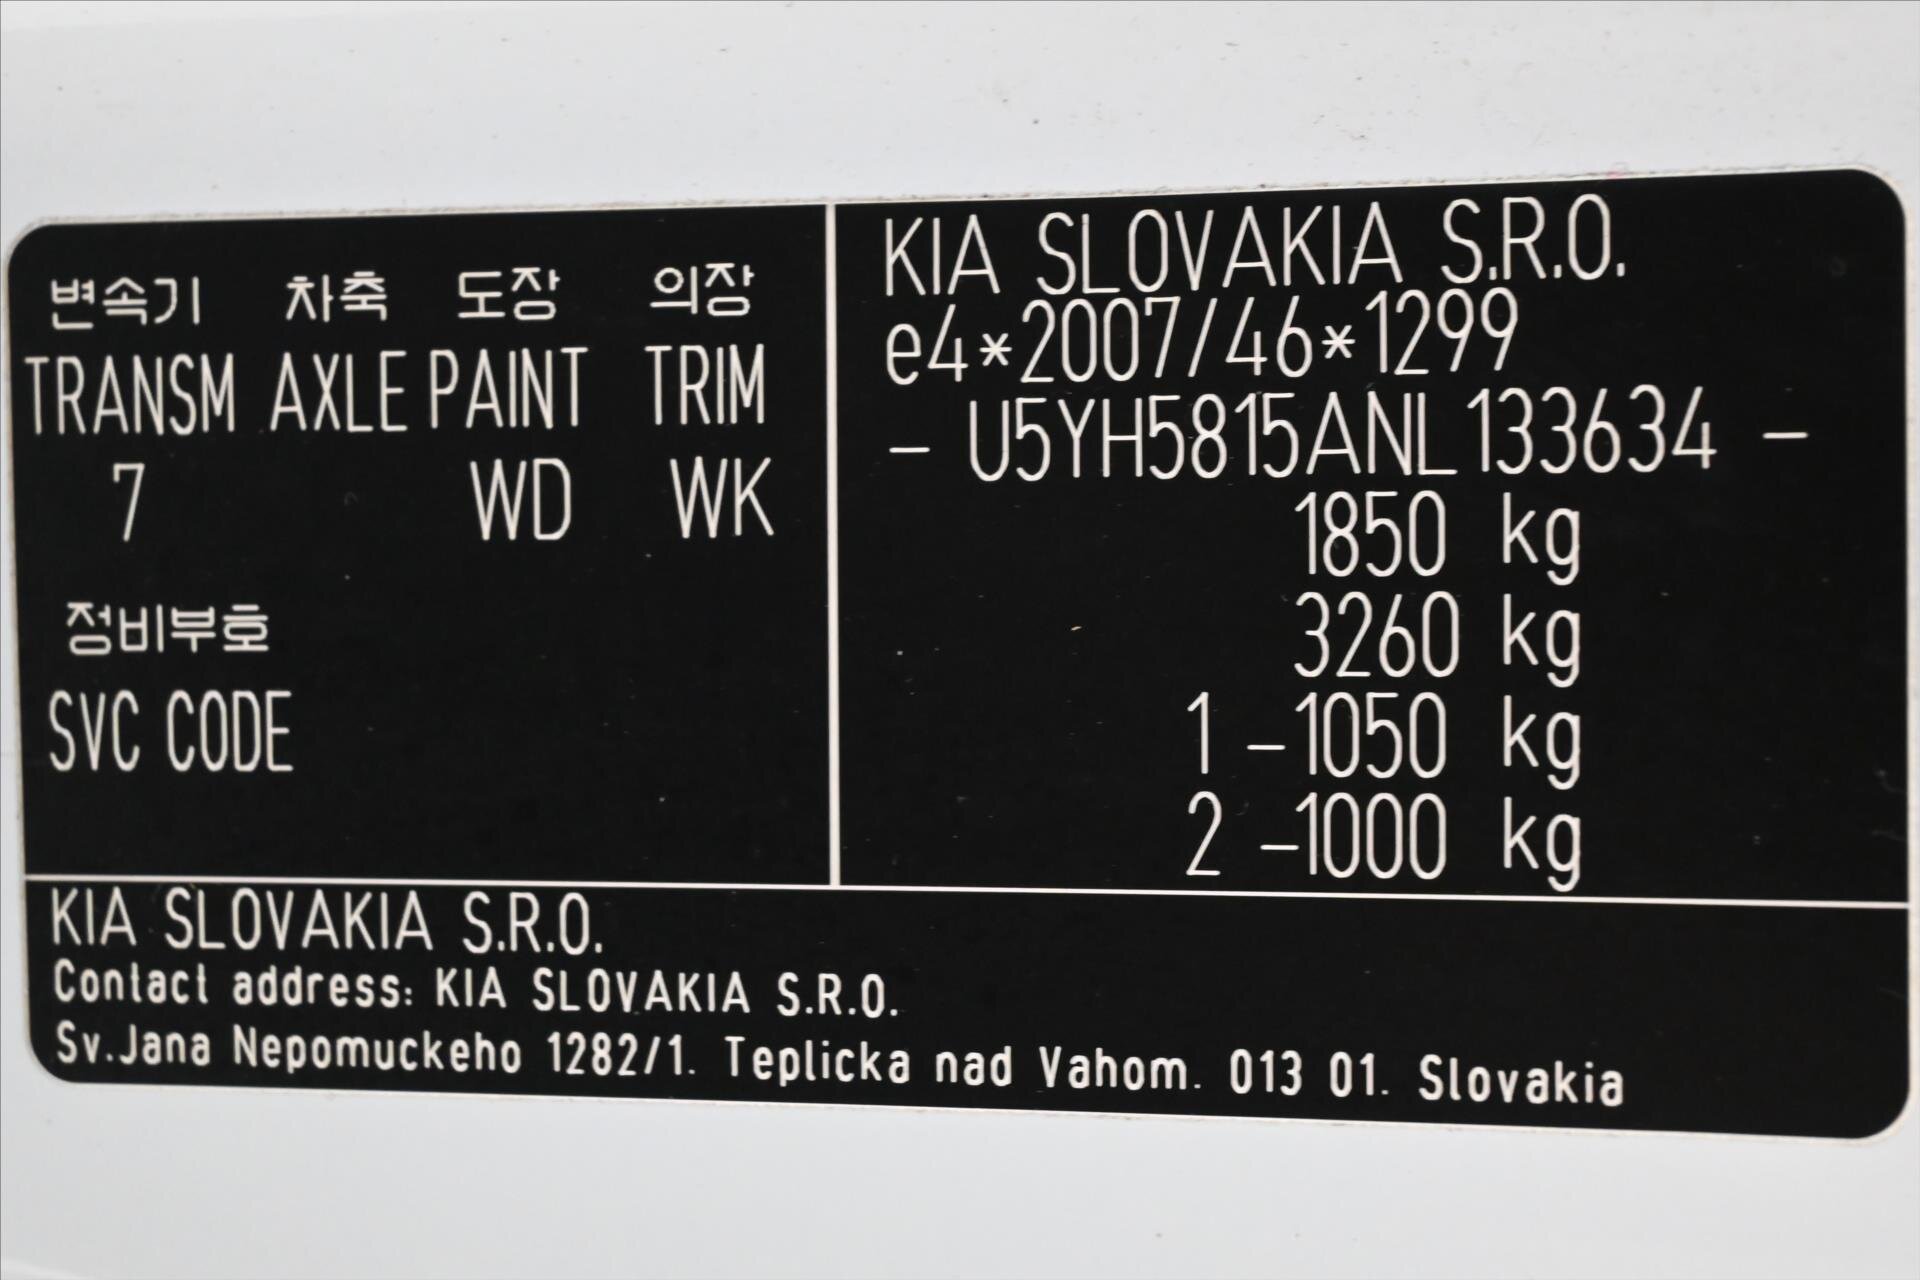 변속기 차축 도장 의장
TRANSM AXLE PAINT TRIM
7 WD WK
정비부호
SVC CODE
KIA SLOVAKIA S.R.O.
e4*2007/46*1299
- U5YH5815ANL133634 -
1850 kg
3260 kg
1 -1050 kg
2 -1000 kg
KIA SLOVAKIA S.R.O.
Contact address: KIA SLOVAKIA S.R.O.
Sv.Jana Nepomuckeho 1282/1. Teplicka nad Vahom. 013 01. Slovakia